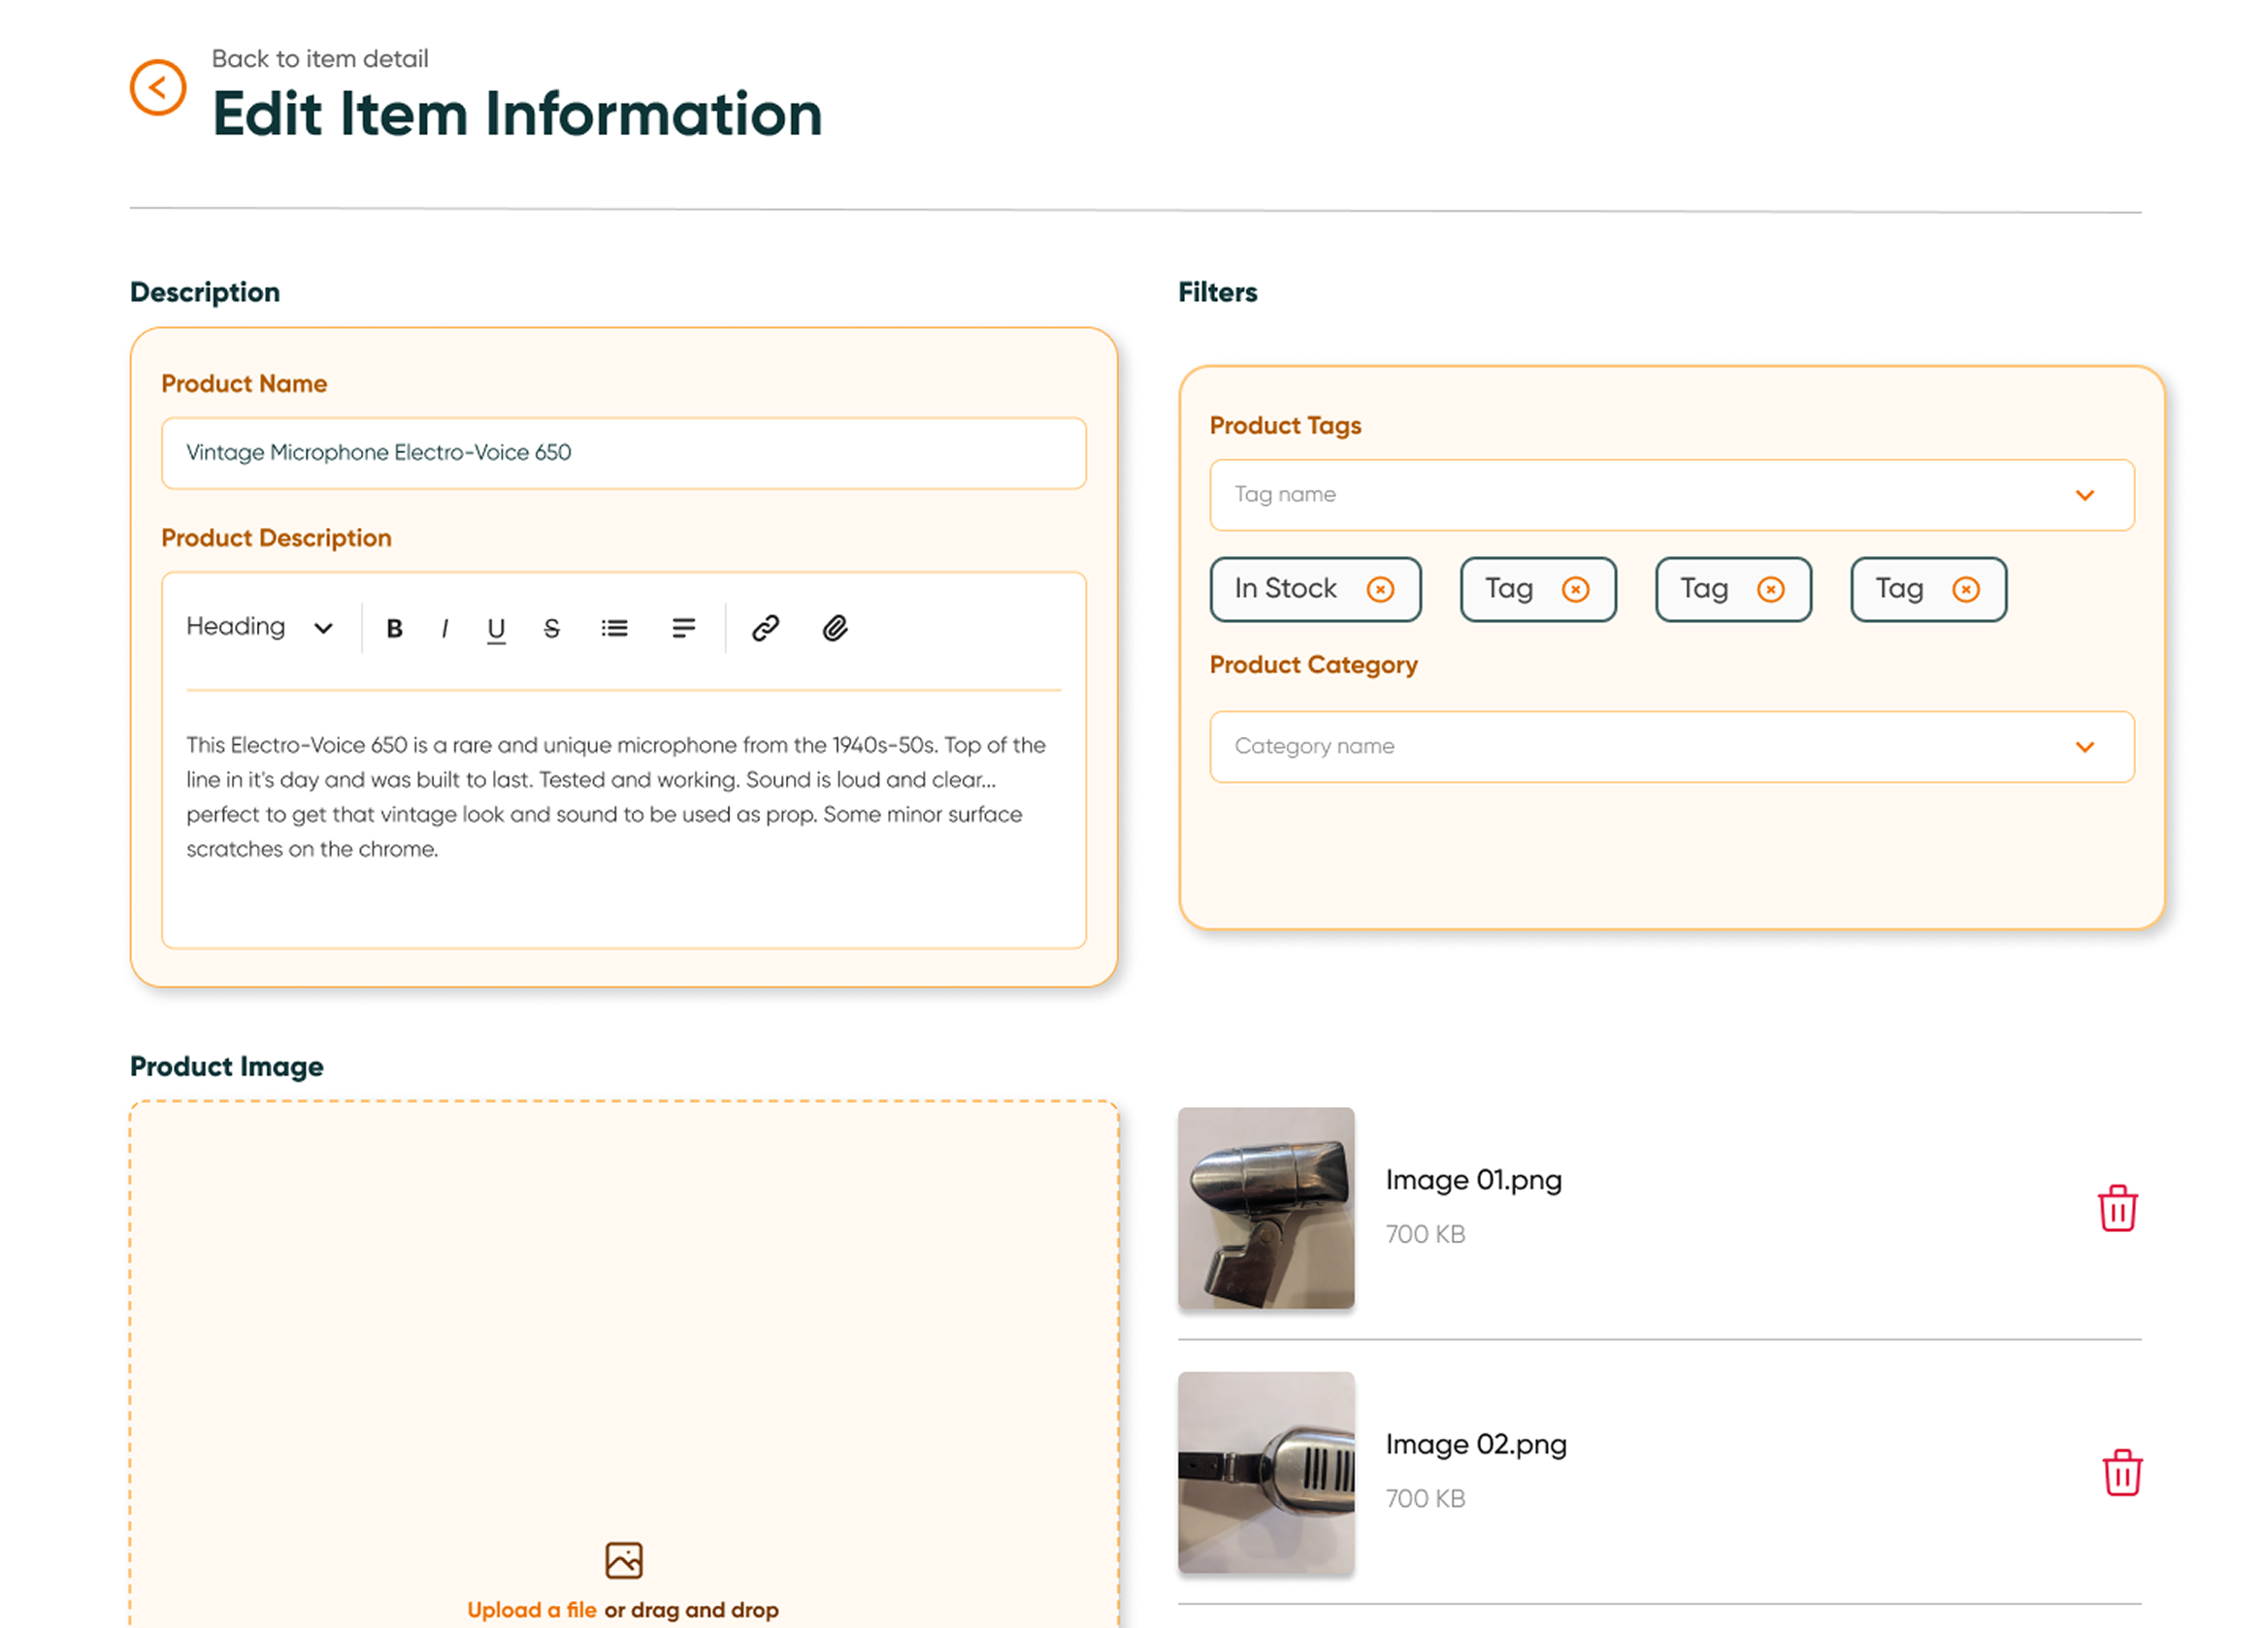 Back to item detail
Edit Item Information
Description
Product Name
Vintage Microphone Electro-Voice 650
Product Description
Heading
B I U S
This Electro-Voice 650 is a rare and unique microphone from the 1940s-50s. Top of the
line in it's day and was built to last. Tested and working. Sound is loud and clear...
perfect to get that vintage look and sound to be used as prop. Some minor surface
scratches on the chrome.
Filters
Product Tags
Tag name
In Stock
Tag
Tag
Tag
Product Category
Category name
Product Image
Upload a file or drag and drop
Image 01.png
700 KB
Image 02.png
700 KB